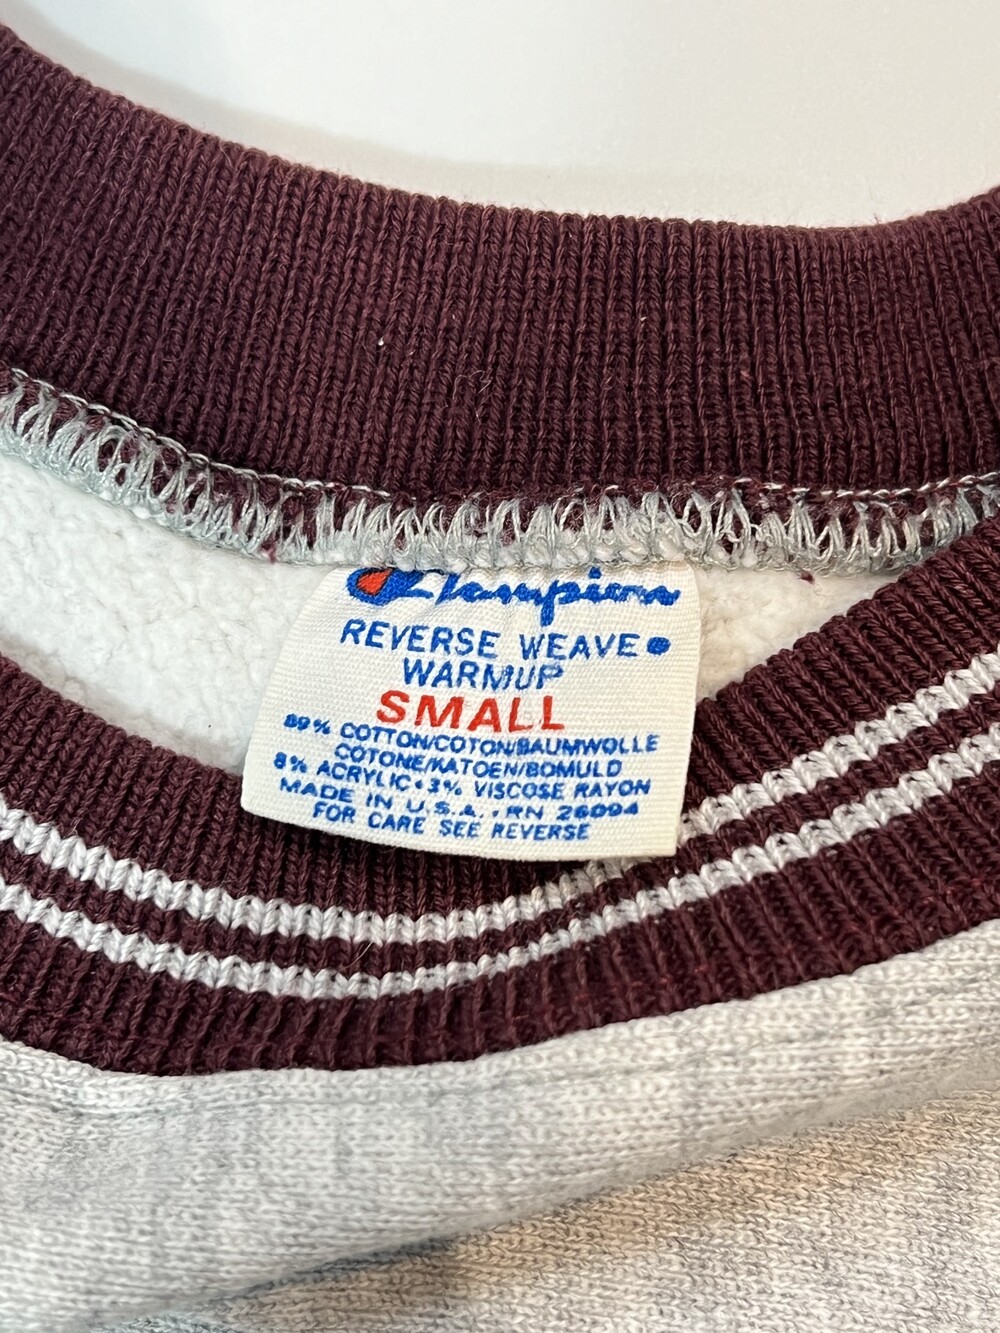 Champion
REVERSE WEAVE●
WARMUP
SMALL
89% COTTON/COTON/BAUMWOLLE
COTONE/KATOEN/BOMULD
8% ACRYLIC•3% VISCOSE RAYON
MADE IN U.S.A. • RN 26094
FOR CARE SEE REVERSE